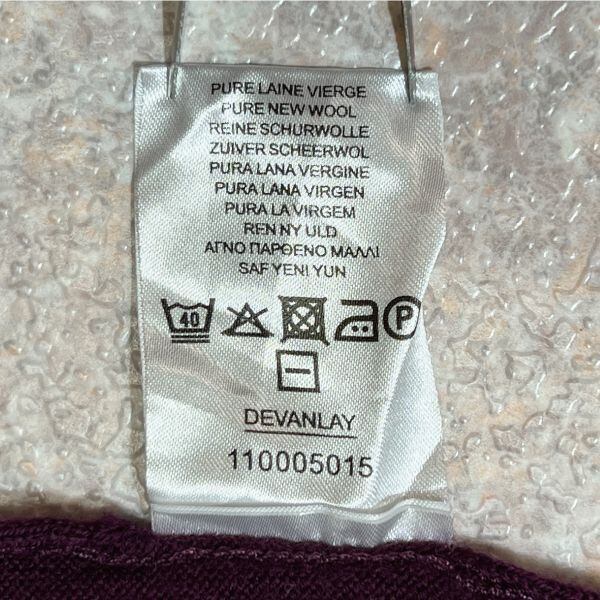 PURE LAINE VIERGE
PURE NEW WOOL
REINE SCHURWOLLE
ZUIVER SCHEERWOL
PURA LANA VERGINE
PURA LANA VIRGEN
PURA LA VIRGEM
REN NY ULD
ΑΓΝΟ ΠΑΡΘΕΝΟ ΜΑΛΛΙ
SAF YENI YUN
40 P
DEVANLAY
110005015